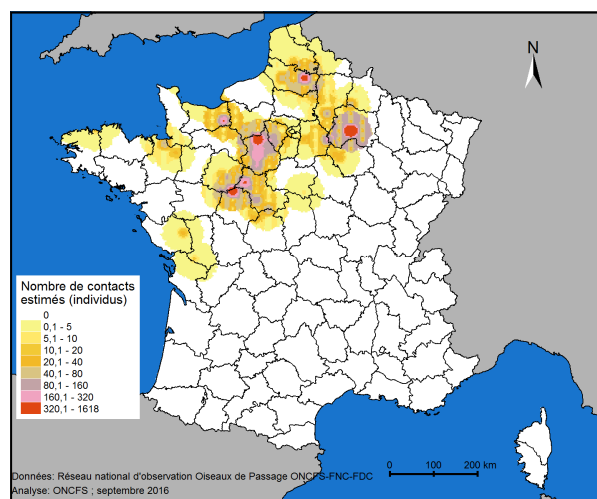 N
Nombre de contacts
estimés (individus)
0
0,1 - 5
5,1 - 10
10,1 - 20
20,1 - 40
40,1 - 80
80,1 - 160
160,1 - 320
320,1 - 1618
Données: Réseau national d'observation Oiseaux de Passage ONCFS-FNC-FDC
0 100 200 km
Analyse: ONCFS ; septembre 2016